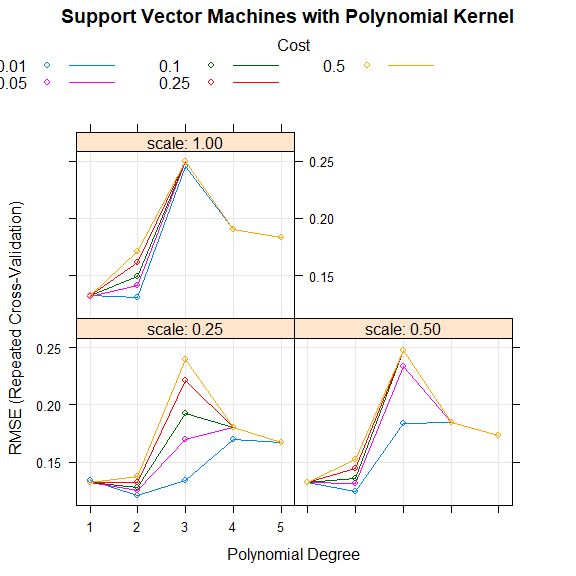 Support Vector Machines with Polynomial Kernel
Cost
0.01 0.1 0.5
0.05 0.25
scale: 1.00
0.25
0.20
0.15
scale: 0.25 scale: 0.50
0.25
0.20
0.15
1 2 3 4 5
Polynomial Degree
RMSE (Repeated Cross-Validation)